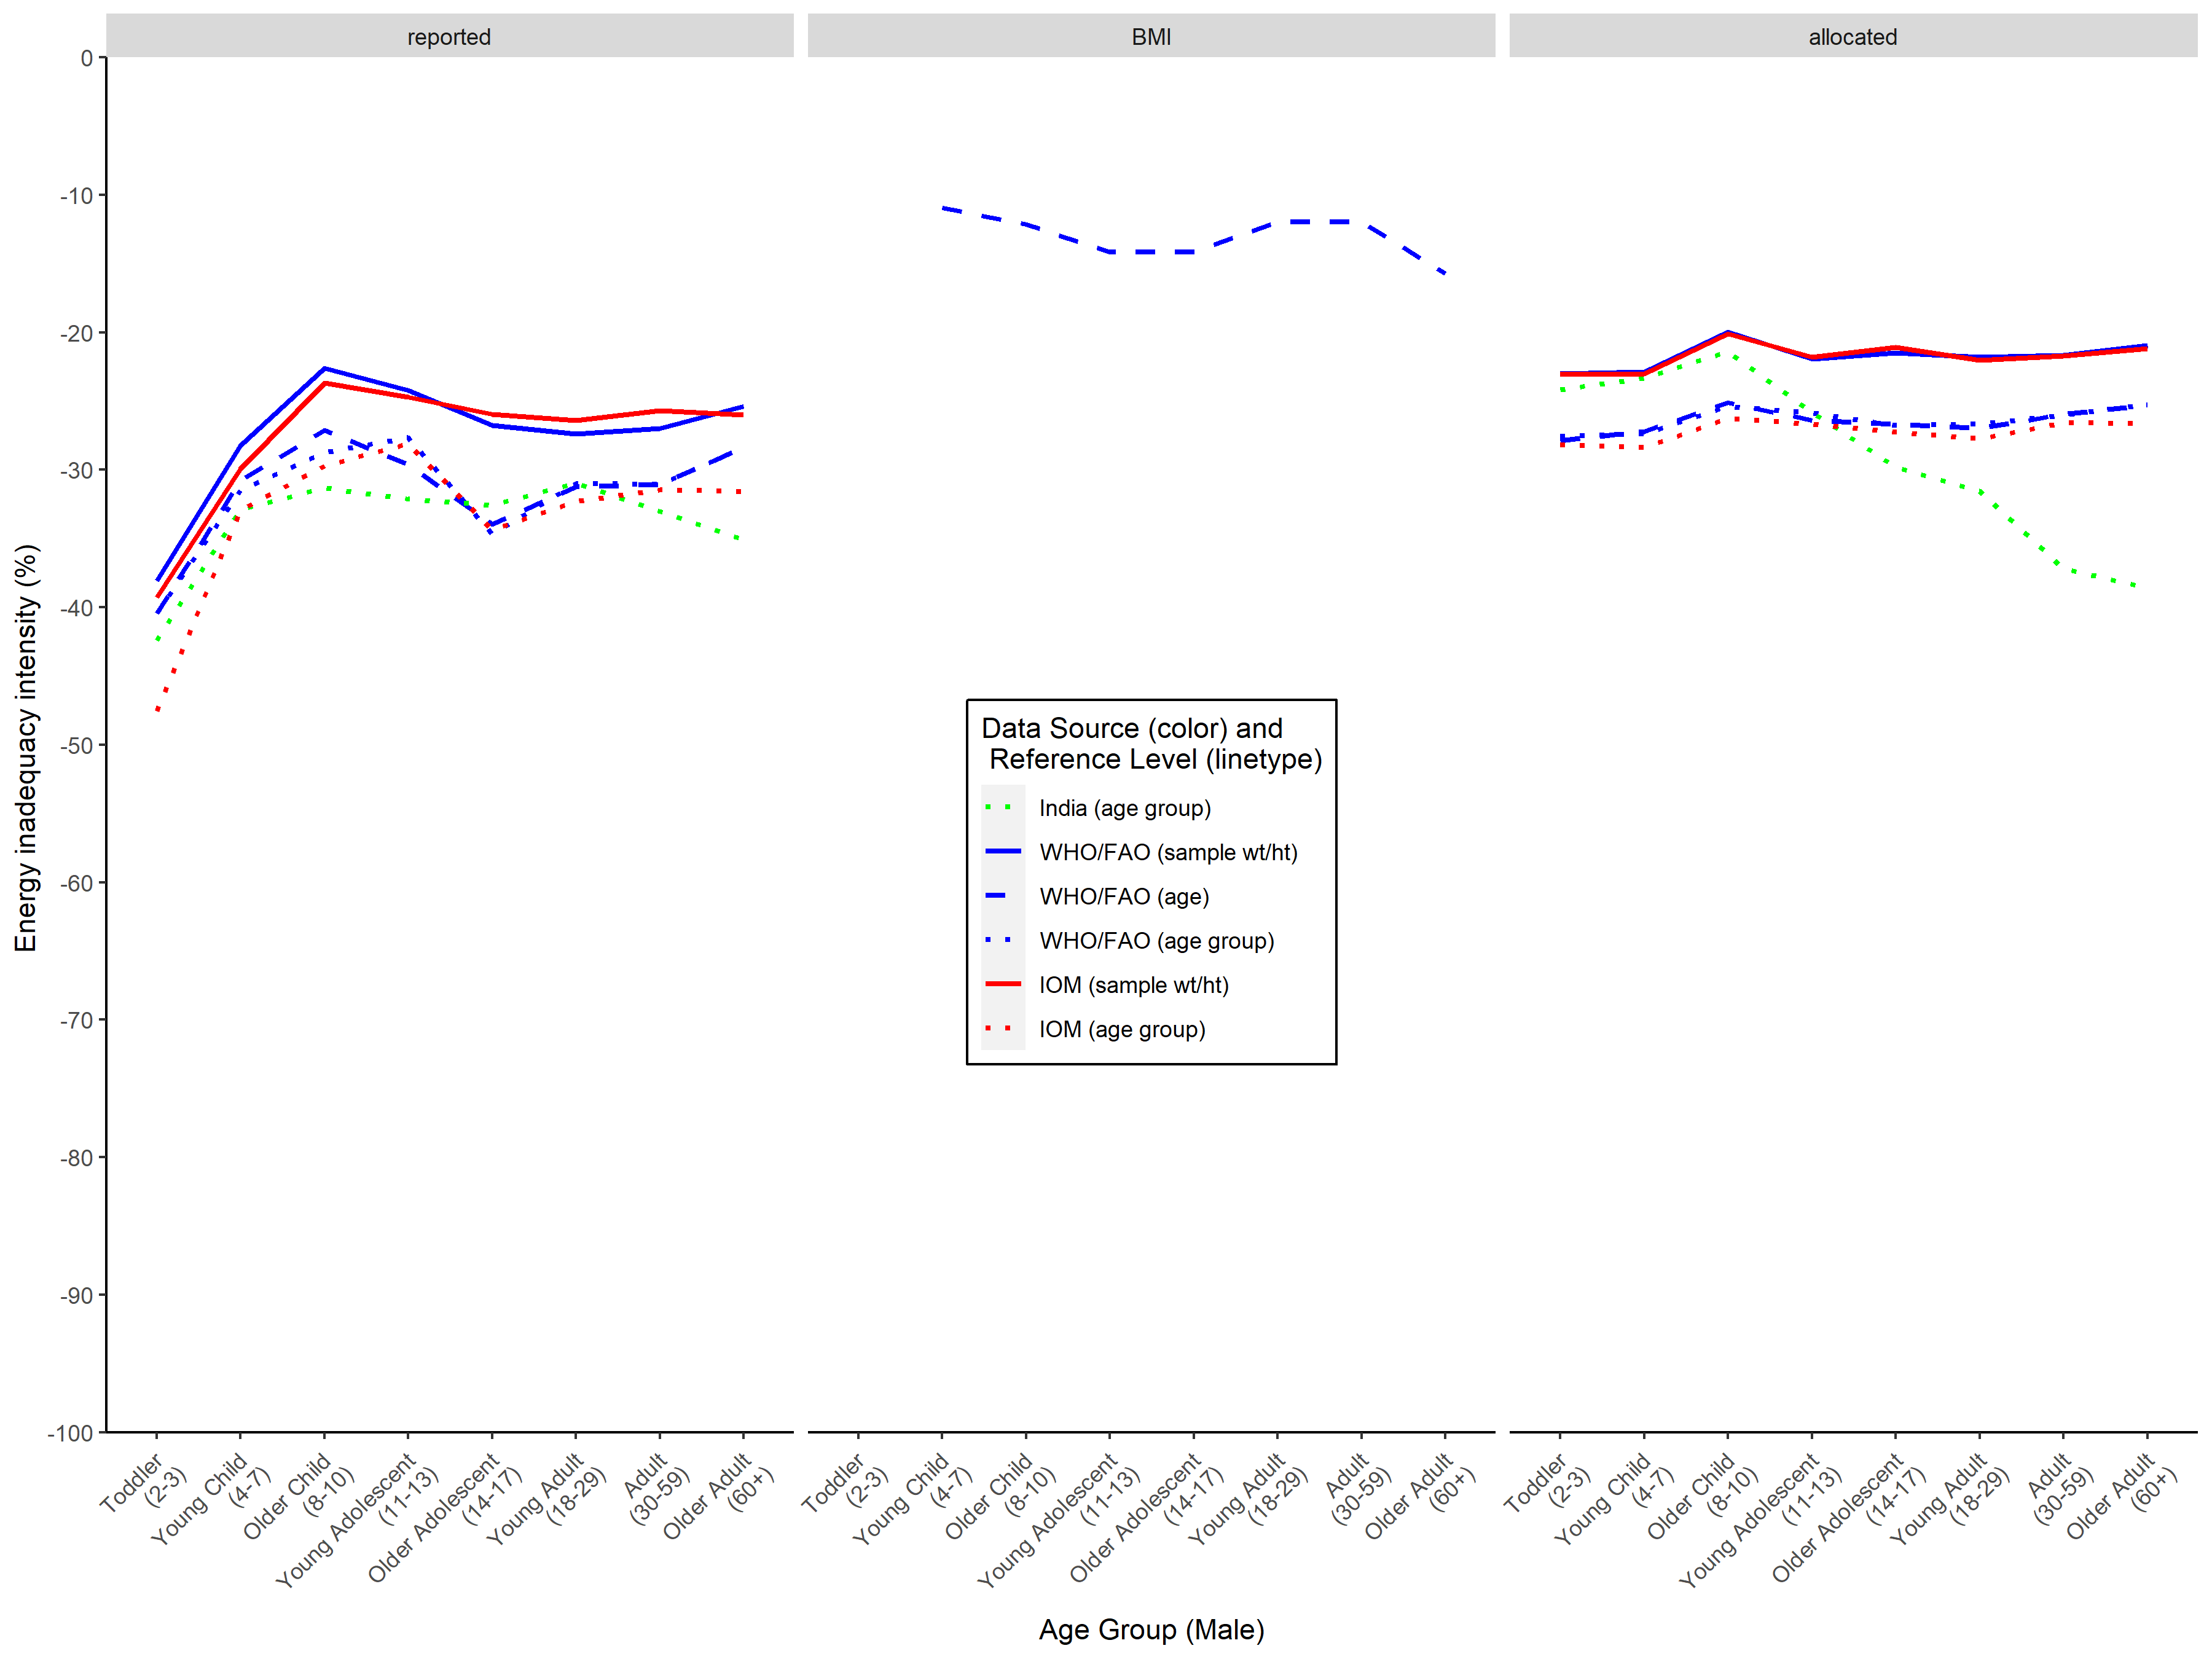 reported
BMI
allocated
0
-10
-20
-30
-40
-50
-60
-70
-80
-90
-100
Energy inadequacy intensity (%)
Data Source (color) and
Reference Level (linetype)
India (age group)
WHO/FAO (sample wt/ht)
WHO/FAO (age)
WHO/FAO (age group)
IOM (sample wt/ht)
IOM (age group)
Toddler
(2-3)
Young Child
(4-7)
Older Child
(8-10)
Young Adolescent
(11-13)
Older Adolescent
(14-17)
Young Adult
(18-29)
Adult
(30-59)
Older Adult
(60+)
Toddler
(2-3)
Young Child
(4-7)
Older Child
(8-10)
Young Adolescent
(11-13)
Older Adolescent
(14-17)
Young Adult
(18-29)
Adult
(30-59)
Older Adult
(60+)
Toddler
(2-3)
Young Child
(4-7)
Older Child
(8-10)
Young Adolescent
(11-13)
Older Adolescent
(14-17)
Young Adult
(18-29)
Adult
(30-59)
Older Adult
(60+)
Age Group (Male)